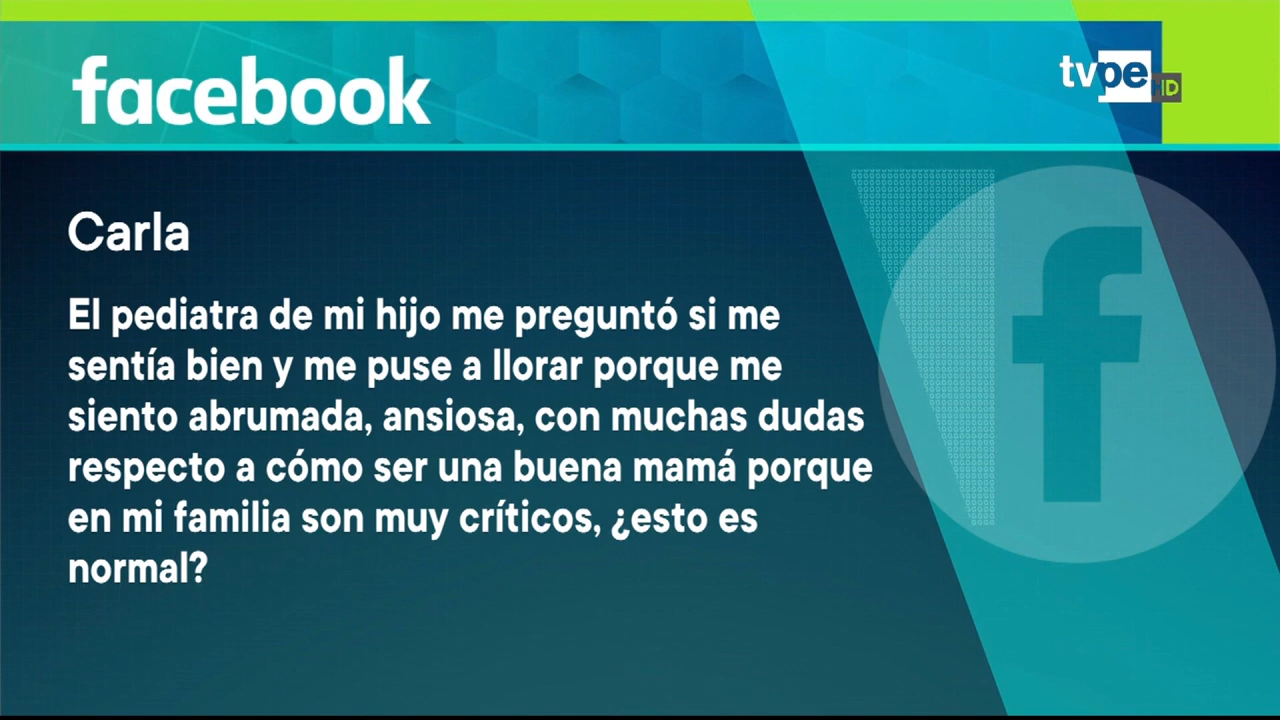 facebook
tvpe HD
Carla
El pediatra de mi hijo me preguntó si me
sentía bien y me puse a llorar porque me
siento abrumada, ansiosa, con muchas dudas
respecto a cómo ser una buena mamá porque
en mi familia son muy críticos, ¿esto es
normal?